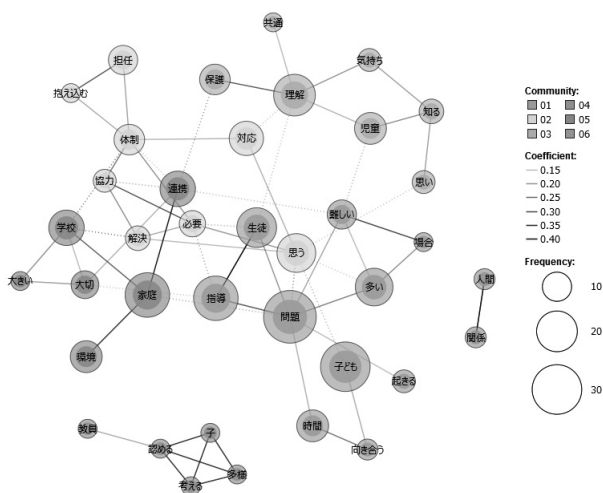 共通
担任
気持ち
保護
抱え込む
理解
知る
児童
体制
対応
協力
連携
思い
難しい
必要
生徒
学校
解決
思う
場合
大きい
大切
家庭
指導
多い
人間
問題
関係
環境
子ども
起きる
時間
教員
子
認める
向き合う
多様
考える
Community:
01 04
02 05
03 06
Coefficient:
0.15
0.20
0.25
0.30
0.35
0.40
Frequency:
10
20
30